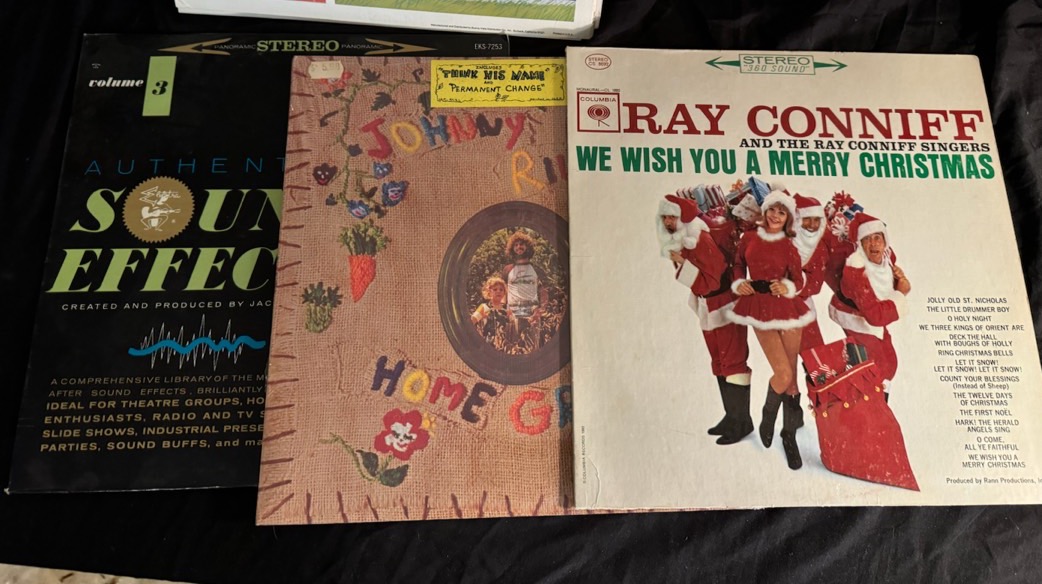 PANORAMIC STEREO PANORAMIC
EKS-7253
volume 3
AUTHENT
SOUN
EFFEC
CREATED AND PRODUCED BY JAC
A COMPREHENSIVE LIBRARY OF THE MO
AFTER SOUND EFFECTS. BRILLIANTLY
IDEAL FOR THEATRE GROUPS, HO
ENTHUSIASTS, RADIO AND TV S
SLIDE SHOWS, INDUSTRIAL PRESE
PARTIES, SOUND BUFFS, and ma
INCLUDES
"THINK HIS NAME"
AND
"PERMANENT CHANGE"
JOHNNY
RI
HOME G
STEREO
STEREO
"360 SOUND"
COLUMBIA
RAY CONNIFF
AND THE RAY CONNIFF SINGERS
WE WISH YOU A MERRY CHRISTMAS
JOLLY OLD ST. NICHOLAS
THE LITTLE DRUMMER BOY
O HOLY NIGHT
WE THREE KINGS OF ORIENT ARE
DECK THE HALL
WITH BOUGHS OF HOLLY
RING CHRISTMAS BELLS
LET IT SNOW!
LET IT SNOW! LET IT SNOW!
COUNT YOUR BLESSINGS
(Instead of Sheep)
THE TWELVE DAYS
OF CHRISTMAS
THE FIRST NOËL
HARK! THE HERALD
ANGELS SING
O COME,
ALL YE FAITHFUL
WE WISH YOU A
MERRY CHRISTMAS
Produced by Rann Productions, In